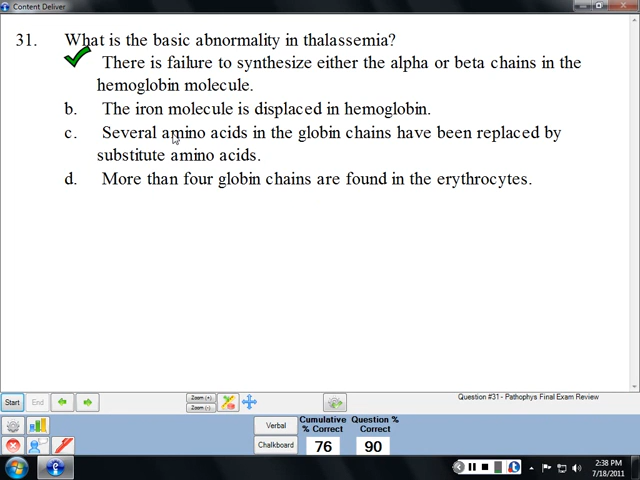 Content Deliver
31. What is the basic abnormality in thalassemia?
There is failure to synthesize either the alpha or beta chains in the
hemoglobin molecule.
b. The iron molecule is displaced in hemoglobin.
c. Several amino acids in the globin chains have been replaced by
substitute amino acids.
d. More than four globin chains are found in the erythrocytes.
Start End Zoom (+) Question #31 - Pathophys Final Exam Review
Zoom (-)
Verbal Cumulative % Correct Question % Correct
Chalkboard 76 90
2:38 PM
7/18/2011